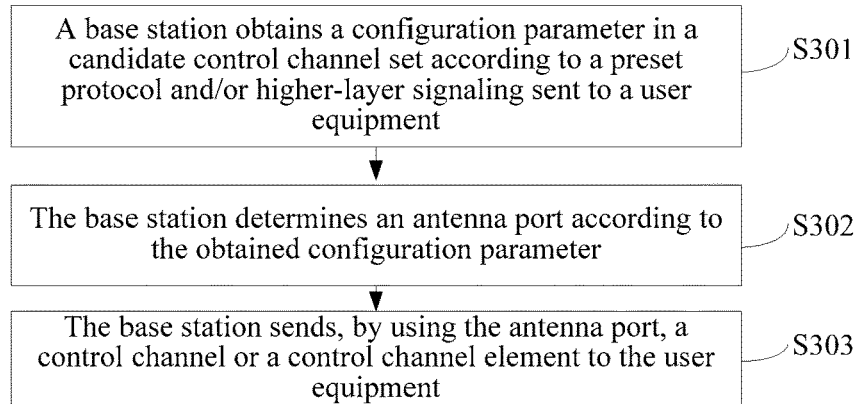 A base station obtains a configuration parameter in a
candidate control channel set according to a preset
protocol and/or higher-layer signaling sent to a user
equipment
S301
The base station determines an antenna port according to
the obtained configuration parameter
S302
The base station sends, by using the antenna port, a
control channel or a control channel element to the user
equipment
S303